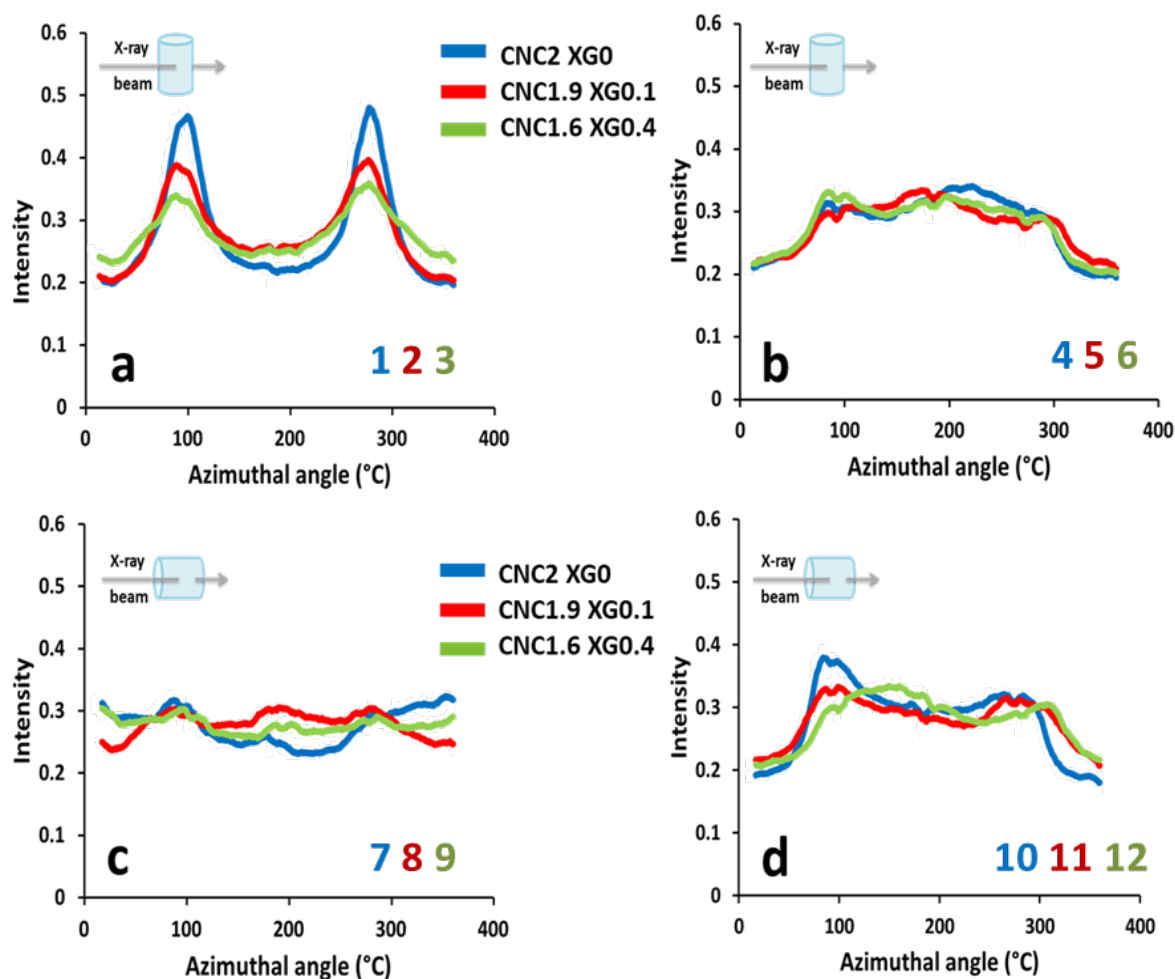 0.6
X-ray
beam
0.5
0.4
0.3
0.2
0.1
0
Intensity
CNC2 XG0
CNC1.9 XG0.1
CNC1.6 XG0.4
a
1 2 3
0 100 200 300 400
Azimuthal angle (°C)
0.6
X-ray
beam
0.5
0.4
0.3
0.2
0.1
0
Intensity
b
4 5 6
0 100 200 300 400
Azimuthal angle (°C)
0.6
X-ray
beam
0.5
0.4
0.3
0.2
0.1
0
Intensity
CNC2 XG0
CNC1.9 XG0.1
CNC1.6 XG0.4
c
7 8 9
0 100 200 300 400
Azimuthal angle (°C)
0.6
X-ray
beam
0.5
0.4
0.3
0.2
0.1
0
Intensity
d
10 11 12
0 100 200 300 400
Azimuthal angle (°C)